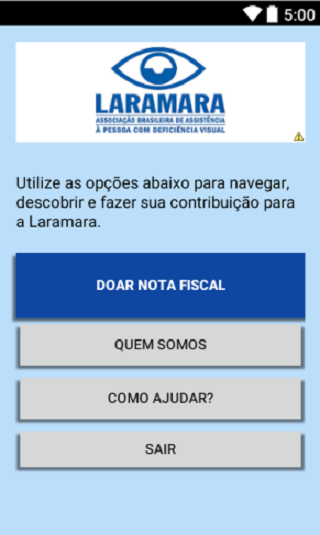 5:00
LARAMARA
ASSOCIAÇÃO BRASILEIRA DE ASSISTÊNCIA
À PESSOA COM DEFICIÊNCIA VISUAL
Utilize as opções abaixo para navegar,
descobrir e fazer sua contribuição para
a Laramara.
DOAR NOTA FISCAL
QUEM SOMOS
COMO AJUDAR?
SAIR